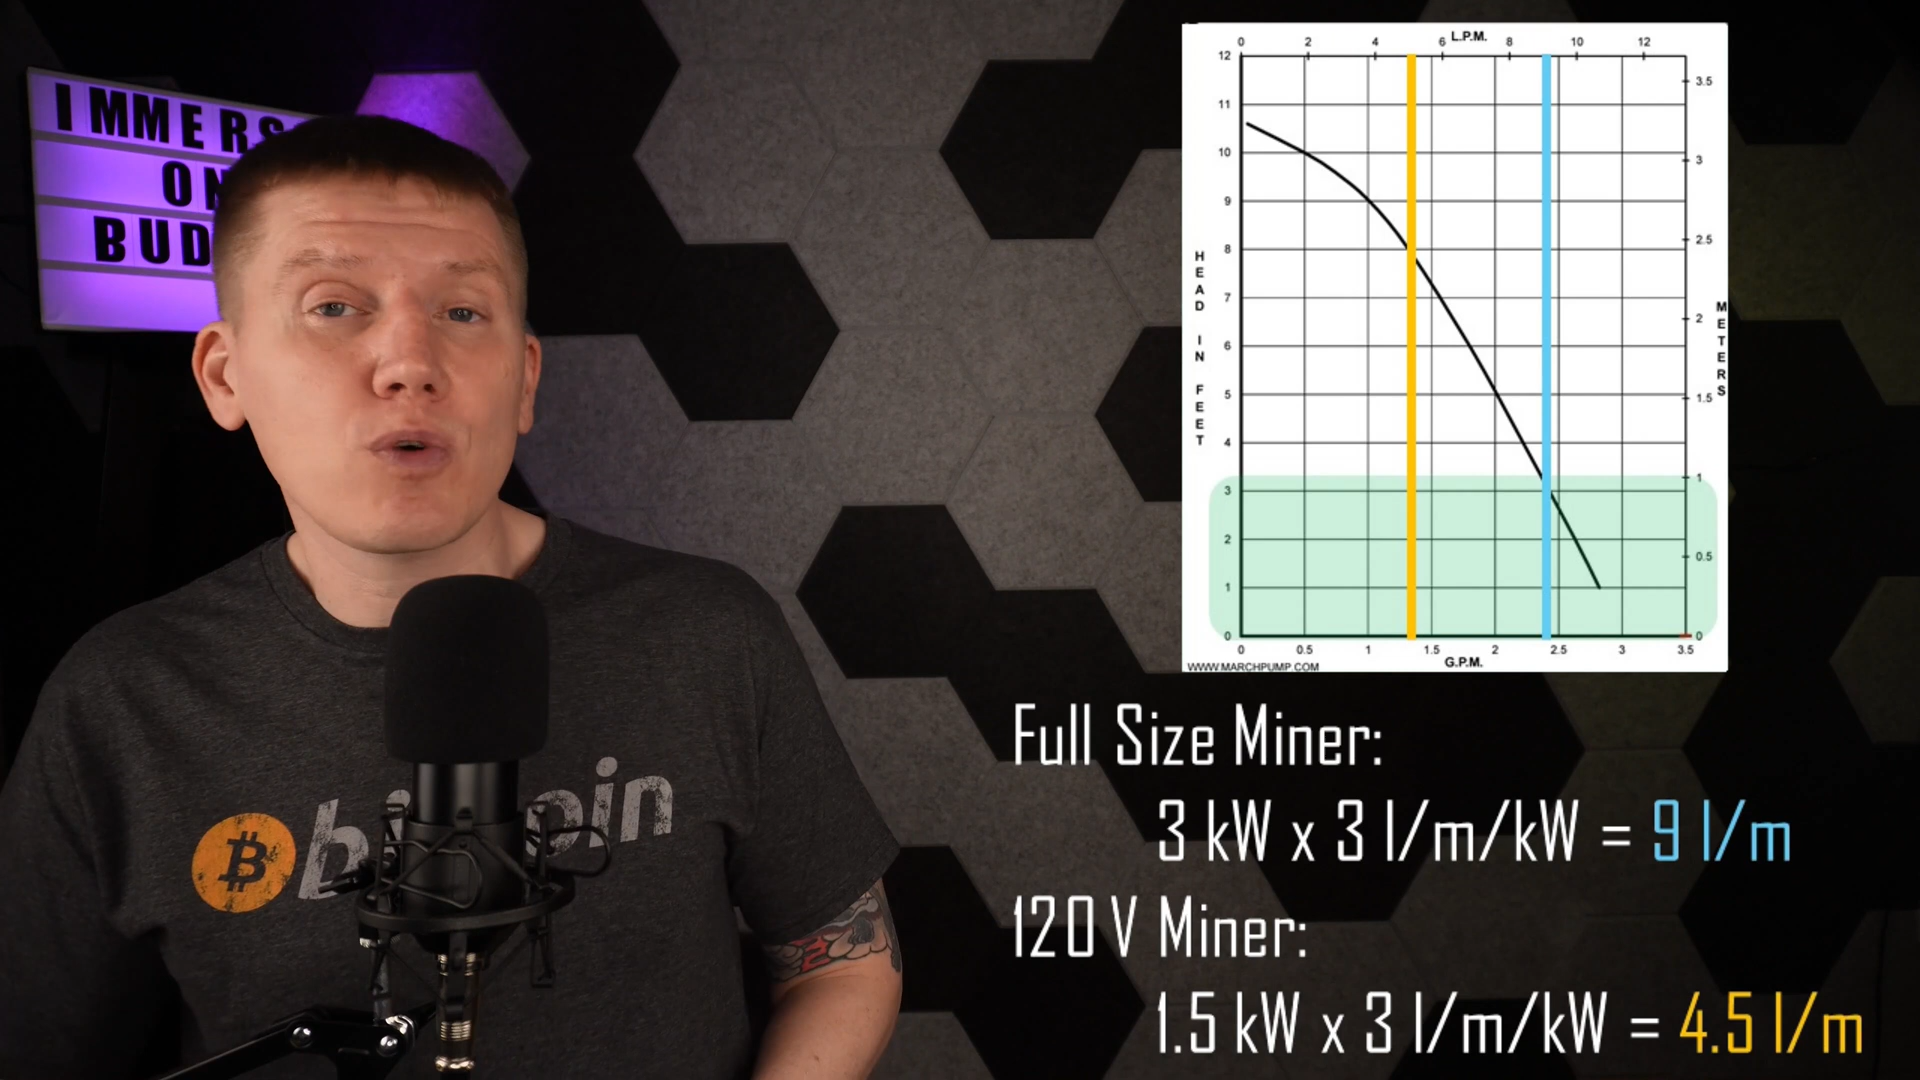 IMMERS
ON
BUD
bi oin
L.P.M.
0 2 4 6 8 10 12
12
11
10
9
8
7
6
5
4
3
2
1
0
HEAD IN FEET
3.5
3
2.5
2
1.5
1
0.5
0
METERS
0 0.5 1 1.5 2 2.5 3 3.5
G.P.M.
WWW.MARCHPUMP.COM
Full Size Miner:
3 kW x 3 l/m/kW = 9 l/m
120 V Miner:
1.5 kW x 3 l/m/kW = 4.5 l/m